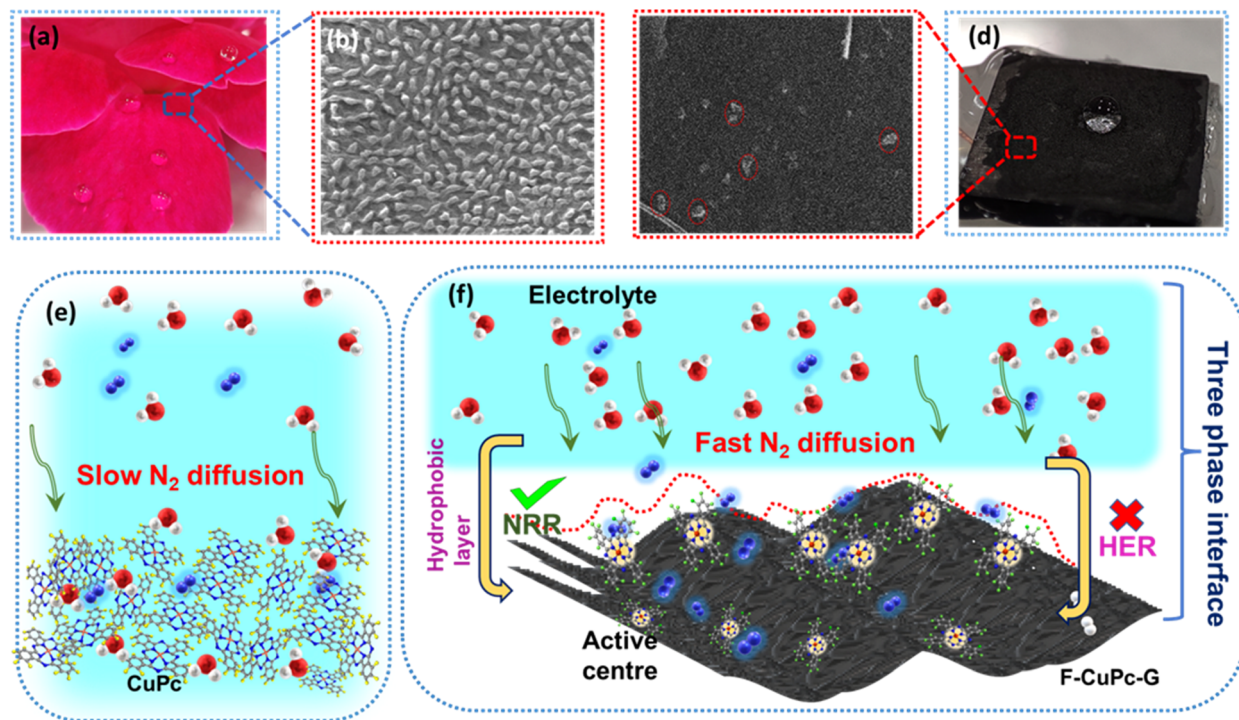 (a)
(b)
(d)
(e)
Slow N₂ diffusion
CuPc
(f)
Electrolyte
Fast N₂ diffusion
Hydrophobic
layer
NRR
HER
Active
centre
F-CuPc-G
Three phase interface